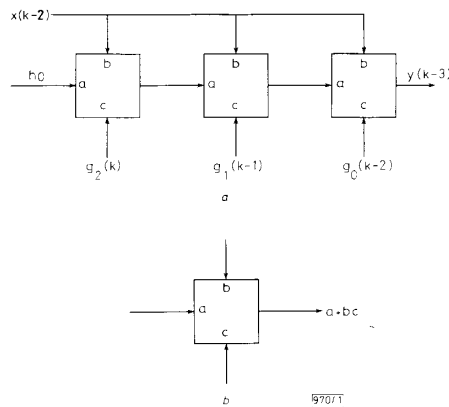 x(k-2)
b b b
h0 a a a y(k-3)
c c c
g2(k) g1(k-1) g0(k-2)
a
b
a a+bc
c
b
970/1